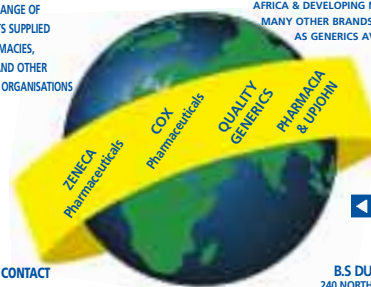 ANGE OF
S SUPPLIED
MACIES,
AND OTHER
ORGANISATIONS
AFRICA & DEVELOPING
MANY OTHER BRANDS
AS GENERICS
ZENECA
Pharmaceuticals
COX
Pharmaceuticals
QUALITY
GENERICS
PHARMACIA
& UPJOHN
CONTACT
B.S DU
240 NORTH